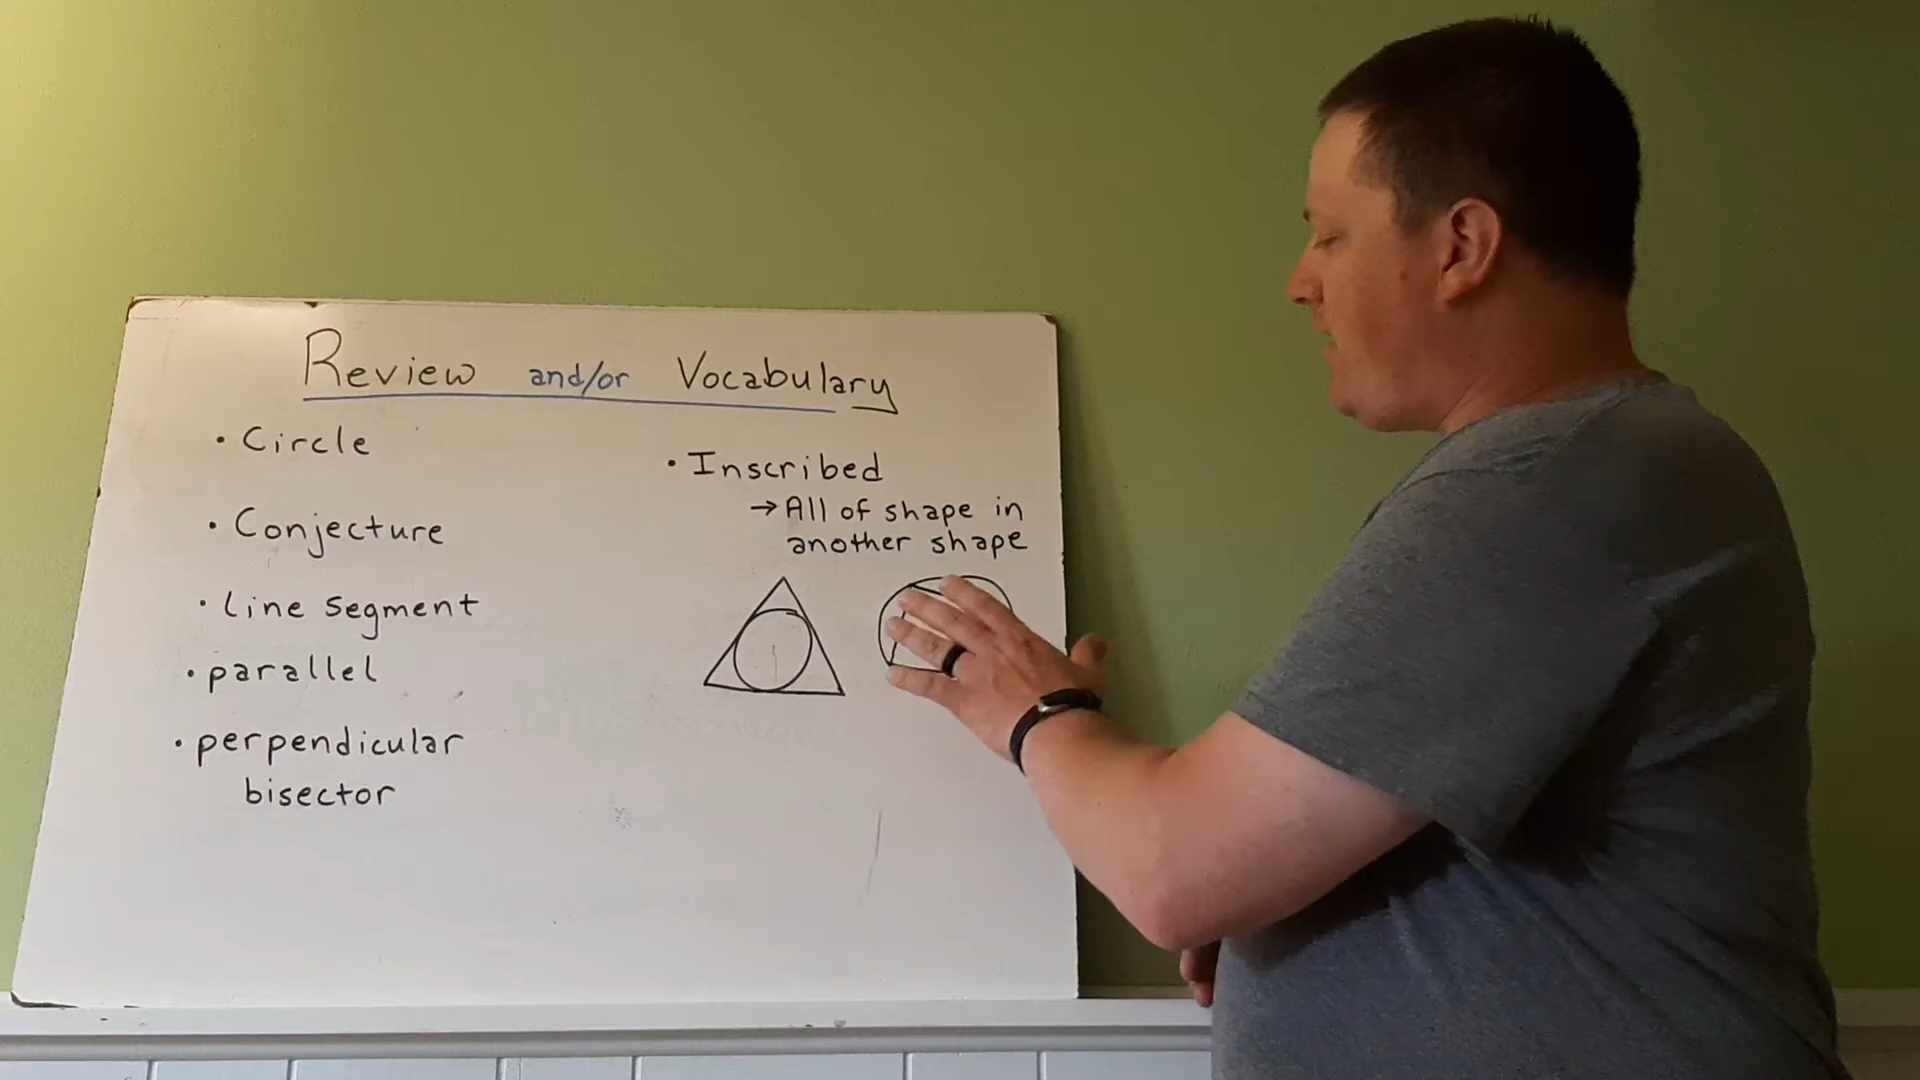 Review and/or Vocabulary
• Circle
• Conjecture
• Line segment
• parallel
• perpendicular
bisector
• Inscribed
→ All of shape in
another shape